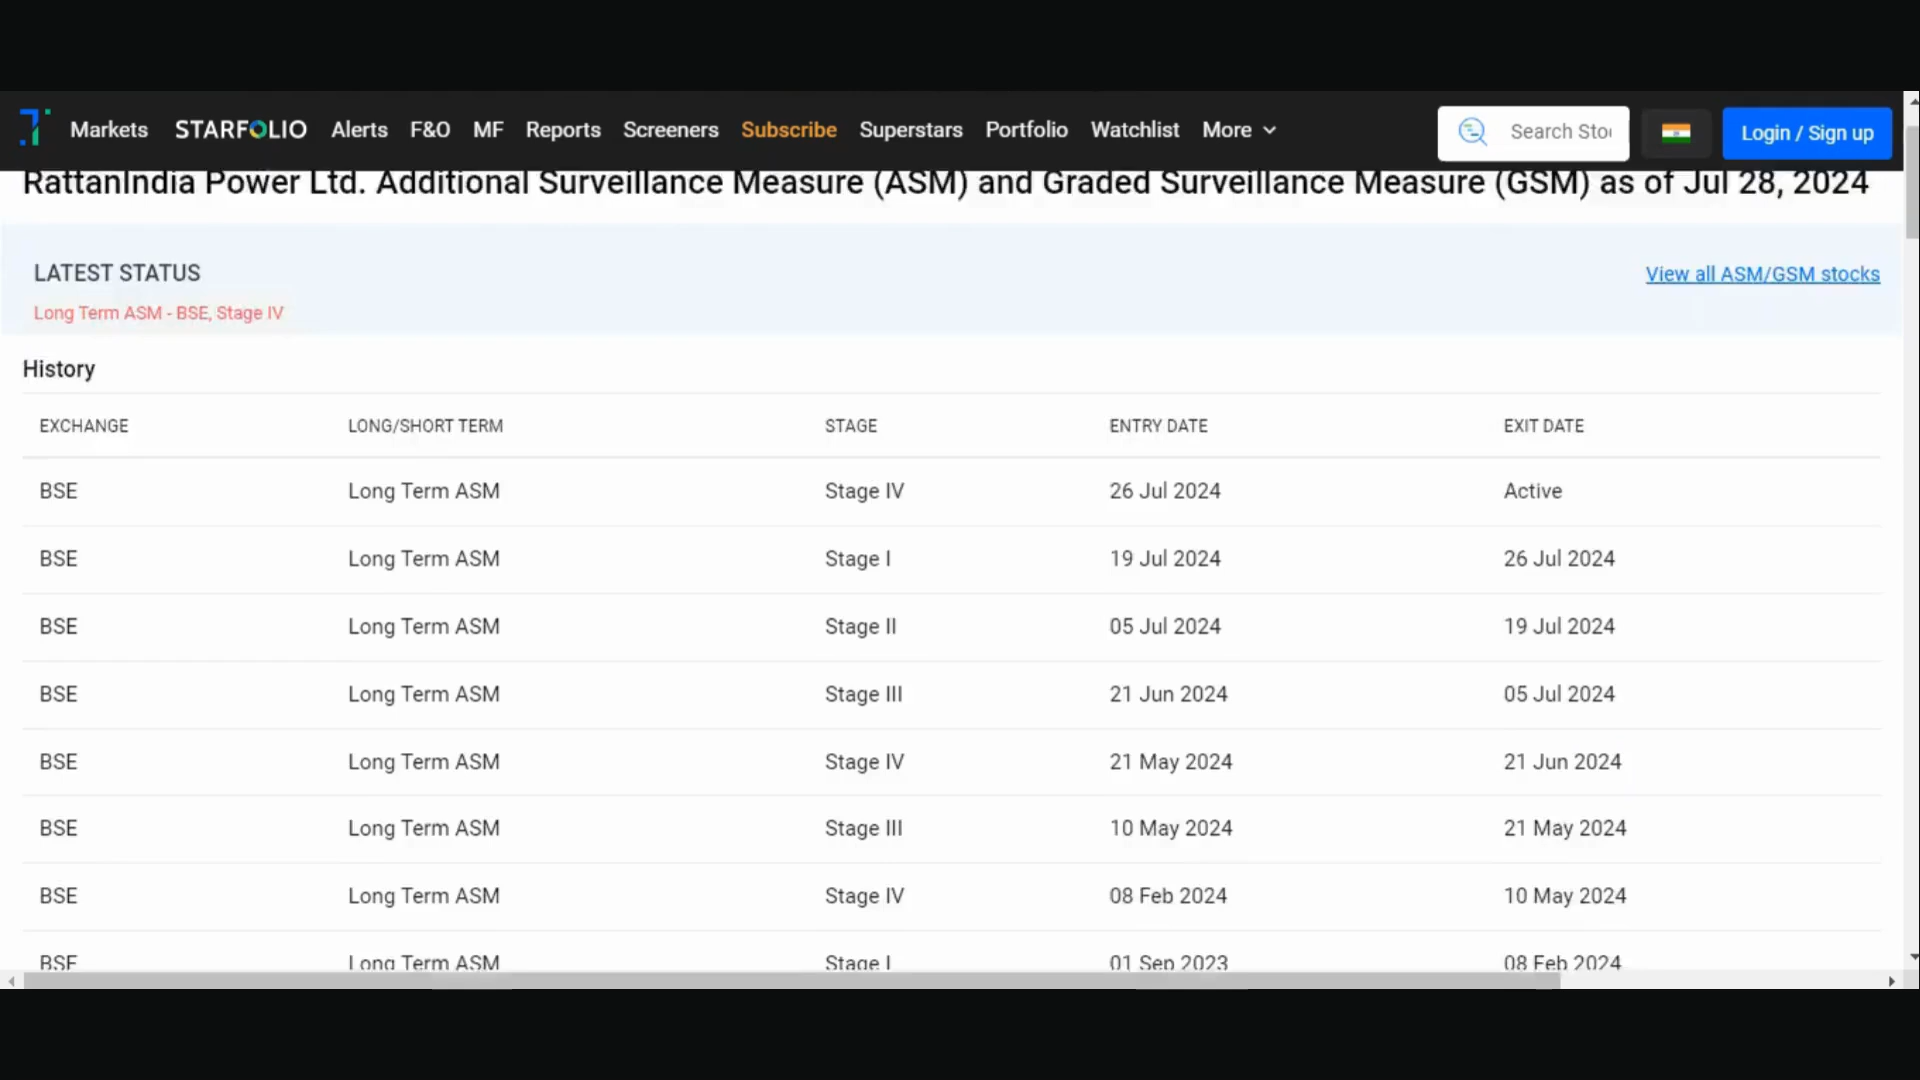 Markets STARFOLIO Alerts F&O MF Reports Screeners Subscribe Superstars Portfolio Watchlist More Search Sto Login / Sign up
RattanIndia Power Ltd. Additional Surveillance Measure (ASM) and Graded Surveillance Measure (GSM) as of Jul 28, 2024
LATEST STATUS View all ASM/GSM stocks
Long Term ASM - BSE, Stage IV
History
EXCHANGE LONG/SHORT TERM STAGE ENTRY DATE EXIT DATE
BSE Long Term ASM Stage IV 26 Jul 2024 Active
BSE Long Term ASM Stage I 19 Jul 2024 26 Jul 2024
BSE Long Term ASM Stage II 05 Jul 2024 19 Jul 2024
BSE Long Term ASM Stage III 21 Jun 2024 05 Jul 2024
BSE Long Term ASM Stage IV 21 May 2024 21 Jun 2024
BSE Long Term ASM Stage III 10 May 2024 21 May 2024
BSE Long Term ASM Stage IV 08 Feb 2024 10 May 2024
BSE Long Term ASM Stage I 01 Sep 2023 08 Feb 2024